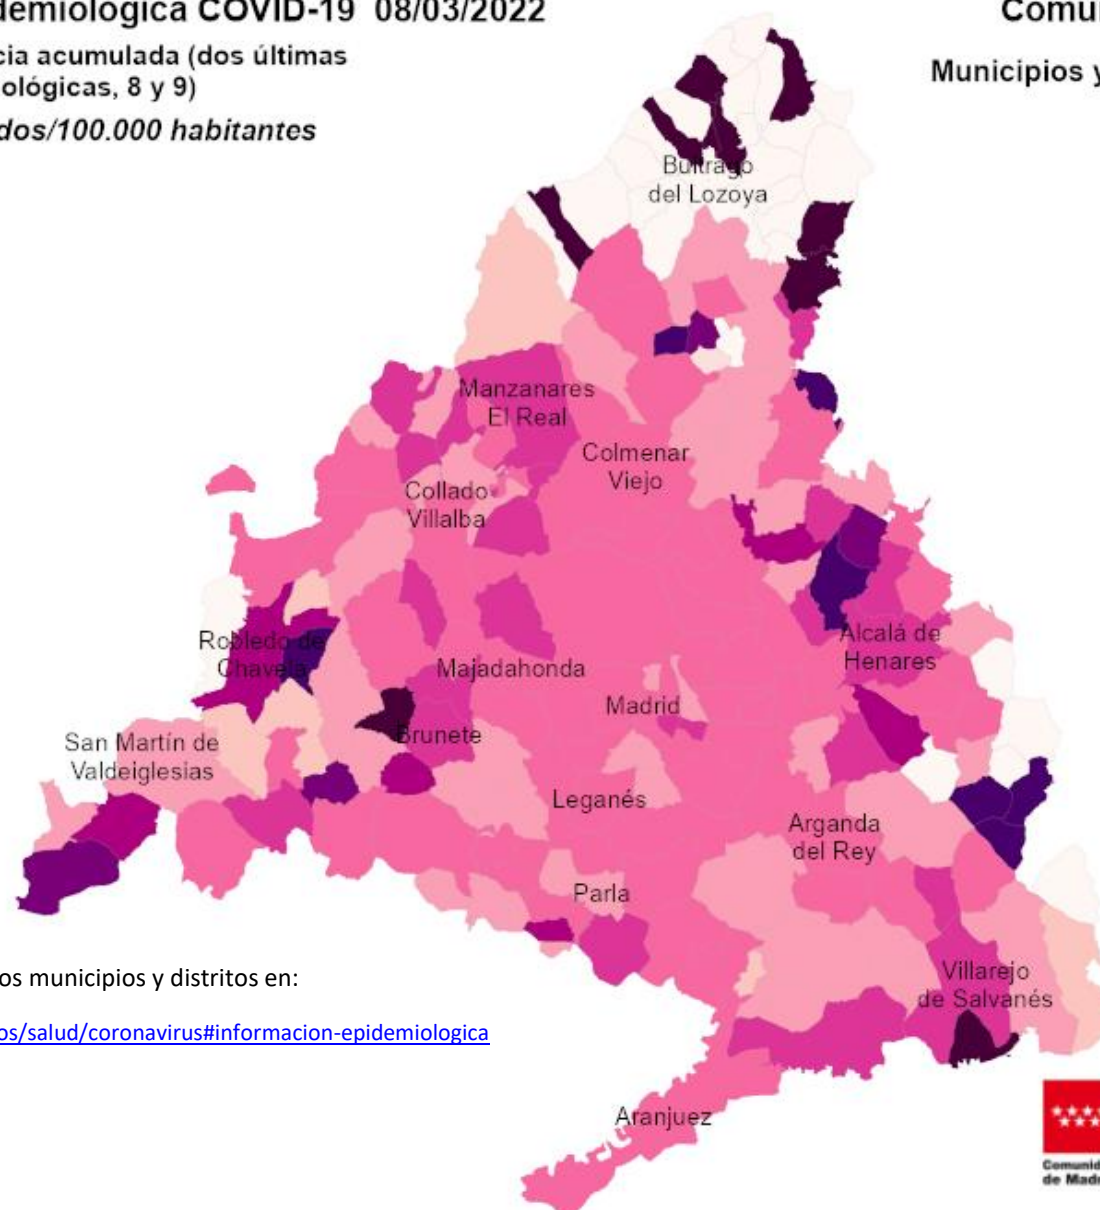 demiológica COVID-19 08/03/2022
Comu
cia acumulada (dos últimas
ológicas, 8 y 9)
Municipios y
dos/100.000 habitantes
Buitrago
del Lozoya
Manzanares
El Real
Colmenar
Viejo
Collado
Villalba
Robledo de
Chavela
Alcalá de
Henares
Majadahonda
Madrid
Brunete
San Martín de
Valdeiglesias
Leganés
Arganda
del Rey
Parla
Villarejo
de Salvanés
os municipios y distritos en:
os/salud/coronavirus#informacion-epidemiologica
Aranjuez
Comunid
de Madr